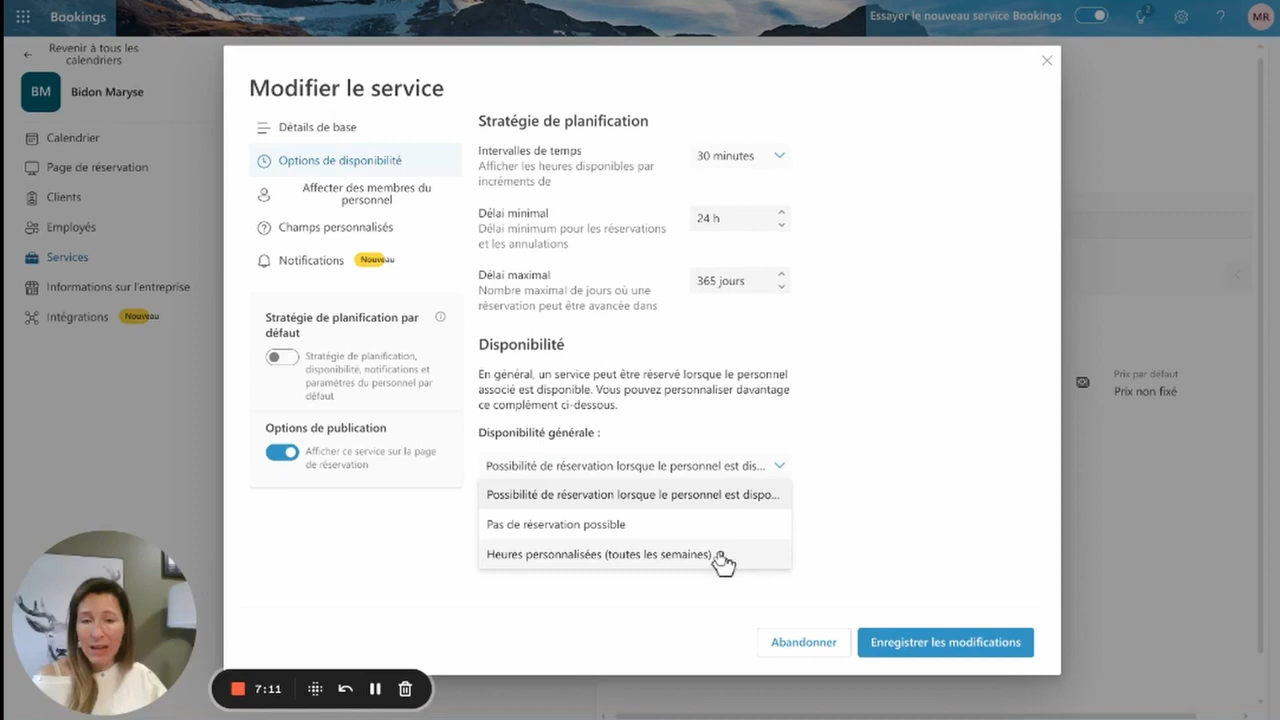 Bookings
Essayer le nouveau service Bookings
2
?
MR
Revenir à tous les
calendriers
BM
Bidon Maryse
Calendrier
Page de réservation
Clients
Employés
Services
Informations sur l'entreprise
Intégrations
Nouveau
Modifier le service
Détails de base
Options de disponibilité
Affecter des membres du
personnel
Champs personnalisés
Notifications
Nouveau
Stratégie de planification par
défaut
Stratégie de planification,
disponibilité, notifications et
paramètres du personnel par
défaut
Options de publication
Afficher ce service sur la page
de réservation
Stratégie de planification
Intervalles de temps
Afficher les heures disponibles par
incréments de
30 minutes
Délai minimal
Délai minimum pour les réservations
et les annulations
24 h
Délai maximal
Nombre maximal de jours où une
réservation peut être avancée dans
365 jours
Disponibilité
En général, un service peut être réservé lorsque le personnel
associé est disponible. Vous pouvez personnaliser davantage
ce complément ci-dessous.
Disponibilité générale :
Possibilité de réservation lorsque le personnel est dis...
Possibilité de réservation lorsque le personnel est dispo...
Pas de réservation possible
Heures personnalisées (toutes les semaines)
Abandonner
Enregistrer les modifications
Prix par défaut
Prix non fixé
7:11